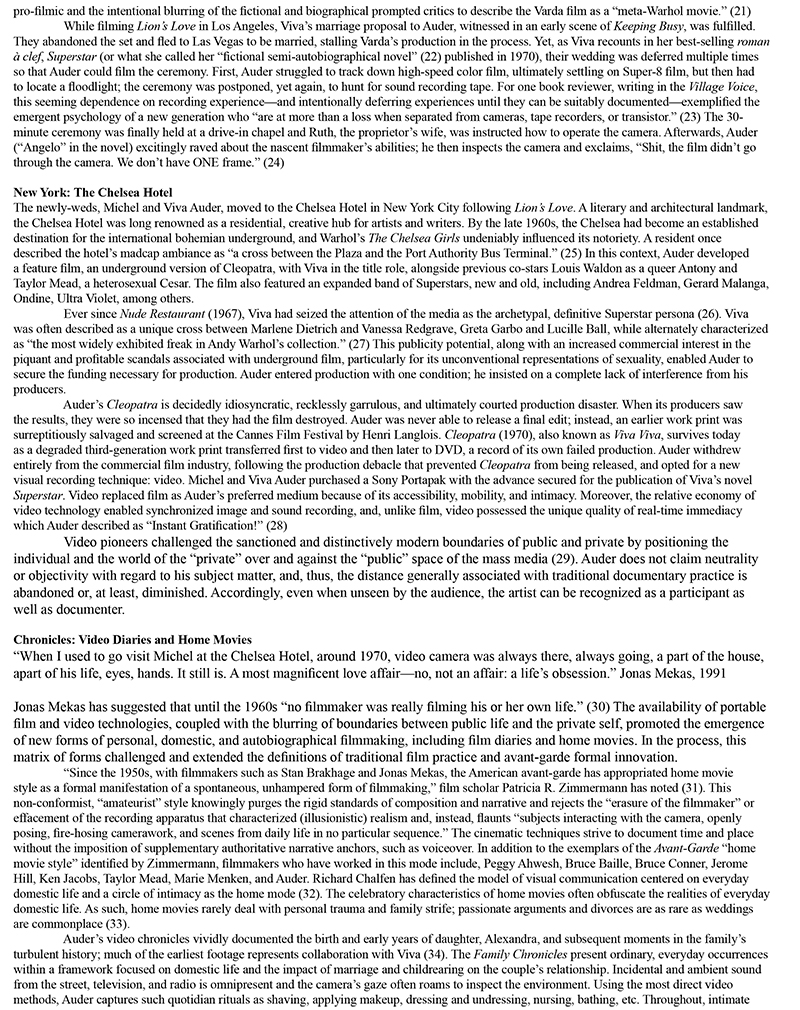 pro-filmic and the intentional blurring of the fictional and biographical prompted critics to describe the Varda film as a “meta-Warhol movie.” (21)
While filming Lion’s Love in Los Angeles, Viva’s marriage proposal to Auder, witnessed in an early scene of Keeping Busy, was fulfilled.
They abandoned the set and fled to Las Vegas to be married, stalling Varda’s production in the process. Yet, as Viva recounts in her best-selling roman
à clef, Superstar (or what she called her “fictional semi-autobiographical novel” (22) published in 1970), their wedding was deferred multiple times
so that Auder could film the ceremony. First, Auder struggled to track down high-speed color film, ultimately settling on Super-8 film, but then had
to locate a floodlight; the ceremony was postponed, yet again, to hunt for sound recording tape. For one book reviewer, writing in the Village Voice,
this seeming dependence on recording experience—and intentionally deferring experiences until they can be suitably documented—exemplified the
emergent psychology of a new generation who “are at more than a loss when separated from cameras, tape recorders, or transistor.” (23) The 30-
minute ceremony was finally held at a drive-in chapel and Ruth, the proprietor’s wife, was instructed how to operate the camera. Afterwards, Auder
(“Angelo” in the novel) excitingly raved about the nascent filmmaker’s abilities; he then inspects the camera and exclaims, “Shit, the film didn’t go
through the camera. We don’t have ONE frame.” (24)
New York: The Chelsea Hotel
The newly-weds, Michel and Viva Auder, moved to the Chelsea Hotel in New York City following Lion’s Love. A literary and architectural landmark,
the Chelsea Hotel was long renowned as a residential, creative hub for artists and writers. By the late 1960s, the Chelsea had become an established
destination for the international bohemian underground, and Warhol’s The Chelsea Girls undeniably influenced its notoriety. A resident once
described the hotel’s madcap ambiance as “a cross between the Plaza and the Port Authority Bus Terminal.” (25) In this context, Auder developed
a feature film, an underground version of Cleopatra, with Viva in the title role, alongside previous co-stars Louis Waldon as a queer Antony and
Taylor Mead, a heterosexual Cesar. The film also featured an expanded band of Superstars, new and old, including Andrea Feldman, Gerard Malanga,
Ondine, Ultra Violet, among others.
Ever since Nude Restaurant (1967), Viva had seized the attention of the media as the archetypal, definitive Superstar persona (26). Viva
was often described as a unique cross between Marlene Dietrich and Vanessa Redgrave, Greta Garbo and Lucille Ball, while alternately characterized
as “the most widely exhibited freak in Andy Warhol’s collection.” (27) This publicity potential, along with an increased commercial interest in the
piquant and profitable scandals associated with underground film, particularly for its unconventional representations of sexuality, enabled Auder to
secure the funding necessary for production. Auder entered production with one condition; he insisted on a complete lack of interference from his
producers.
Auder’s Cleopatra is decidedly idiosyncratic, recklessly garrulous, and ultimately courted production disaster. When its producers saw
the results, they were so incensed that they had the film destroyed. Auder was never able to release a final edit; instead, an earlier work print was
surreptitiously salvaged and screened at the Cannes Film Festival by Henri Langlois. Cleopatra (1970), also known as Viva Viva, survives today
as a degraded third-generation work print transferred first to video and then later to DVD, a record of its own failed production. Auder withdrew
entirely from the commercial film industry, following the production debacle that prevented Cleopatra from being released, and opted for a new
visual recording technique: video. Michel and Viva Auder purchased a Sony Portapak with the advance secured for the publication of Viva’s novel
Superstar. Video replaced film as Auder’s preferred medium because of its accessibility, mobility, and intimacy. Moreover, the relative economy of
video technology enabled synchronized image and sound recording, and, unlike film, video possessed the unique quality of real-time immediacy
which Auder described as “Instant Gratification!” (28)
Video pioneers challenged the sanctioned and distinctively modern boundaries of public and private by positioning the
individual and the world of the “private” over and against the “public” space of the mass media (29). Auder does not claim neutrality
or objectivity with regard to his subject matter, and, thus, the distance generally associated with traditional documentary practice is
abandoned or, at least, diminished. Accordingly, even when unseen by the audience, the artist can be recognized as a participant as
well as documenter.
Chronicles: Video Diaries and Home Movies
“When I used to go visit Michel at the Chelsea Hotel, around 1970, video camera was always there, always going, a part of the house,
apart of his life, eyes, hands. It still is. A most magnificent love affair—no, not an affair: a life’s obsession.” Jonas Mekas, 1991
Jonas Mekas has suggested that until the 1960s “no filmmaker was really filming his or her own life.” (30) The availability of portable
film and video technologies, coupled with the blurring of boundaries between public life and the private self, promoted the emergence
of new forms of personal, domestic, and autobiographical filmmaking, including film diaries and home movies. In the process, this
matrix of forms challenged and extended the definitions of traditional film practice and avant-garde formal innovation.
“Since the 1950s, with filmmakers such as Stan Brakhage and Jonas Mekas, the American avant-garde has appropriated home movie
style as a formal manifestation of a spontaneous, unhampered form of filmmaking,” film scholar Patricia R. Zimmermann has noted (31). This
non-conformist, “amateurist” style knowingly purges the rigid standards of composition and narrative and rejects the “erasure of the filmmaker” or
effacement of the recording apparatus that characterized (illusionistic) realism and, instead, flaunts “subjects interacting with the camera, openly
posing, fire-hosing camerawork, and scenes from daily life in no particular sequence.” The cinematic techniques strive to document time and place
without the imposition of supplementary authoritative narrative anchors, such as voiceover. In addition to the exemplars of the Avant-Garde “home
movie style” identified by Zimmermann, filmmakers who have worked in this mode include, Peggy Ahwesh, Bruce Baille, Bruce Conner, Jerome
Hill, Ken Jacobs, Taylor Mead, Marie Menken, and Auder. Richard Chalfen has defined the model of visual communication centered on everyday
domestic life and a circle of intimacy as the home mode (32). The celebratory characteristics of home movies often obfuscate the realities of everyday
domestic life. As such, home movies rarely deal with personal trauma and family strife; passionate arguments and divorces are as rare as weddings
are commonplace (33).
Auder’s video chronicles vividly documented the birth and early years of daughter, Alexandra, and subsequent moments in the family’s
turbulent history; much of the earliest footage represents collaboration with Viva (34). The Family Chronicles present ordinary, everyday occurrences
within a framework focused on domestic life and the impact of marriage and childrearing on the couple’s relationship. Incidental and ambient sound
from the street, television, and radio is omnipresent and the camera’s gaze often roams to inspect the environment. Using the most direct video
methods, Auder captures such quotidian rituals as shaving, applying makeup, dressing and undressing, nursing, bathing, etc. Throughout, intimate